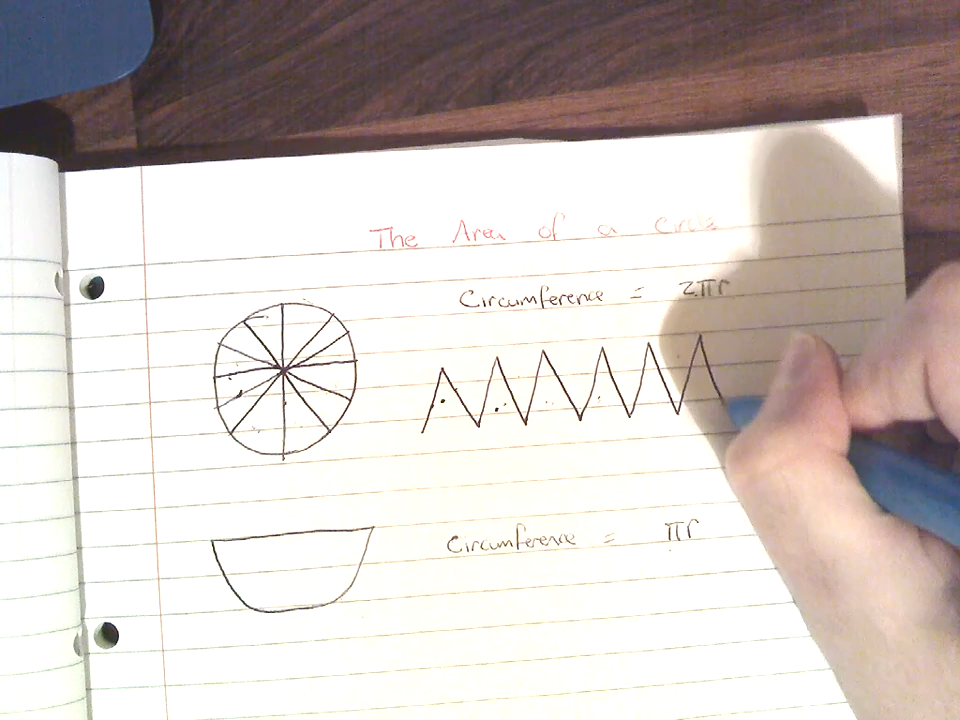 The Area of a Circle
Circumference = 2πr
Circumference = πr